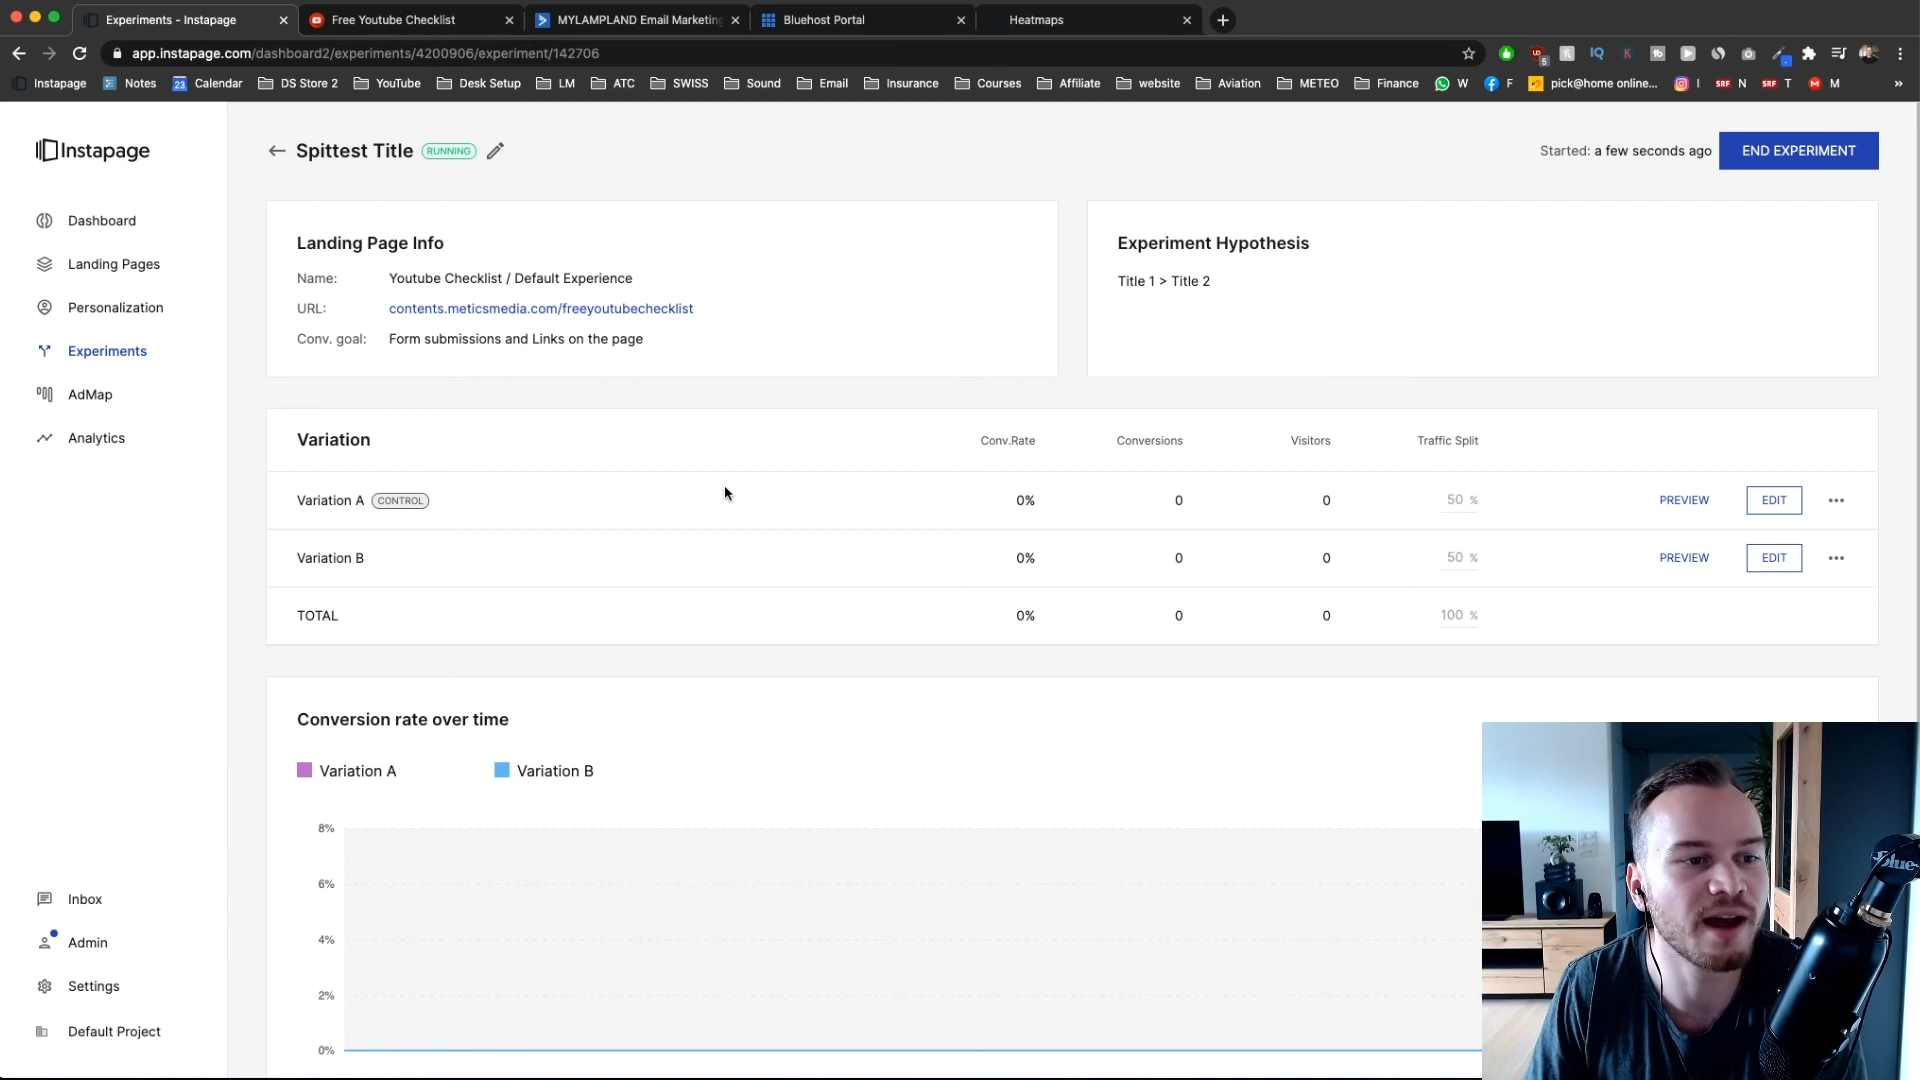 Experiments - Instapage
Free Youtube Checklist
MYLAMPLAND Email Marketing
Bluehost Portal
Heatmaps
app.instapage.com/dashboard2/experiments/4200906/experiment/142706
Instapage
Notes
23 Calendar
DS Store 2
YouTube
Desk Setup
LM
ATC
SWISS
Sound
Email
Insurance
Courses
Affiliate
website
Aviation
METEO
Finance
W
F
pick@home online...
I
SRF N
SRF T
M
Instapage
Spittest Title RUNNING
Started: a few seconds ago
END EXPERIMENT
Dashboard
Landing Pages
Personalization
Experiments
AdMap
Analytics
Landing Page Info
Name: Youtube Checklist / Default Experience
URL: contents.meticsmedia.com/freeyoutubechecklist
Conv. goal: Form submissions and Links on the page
Experiment Hypothesis
Title 1 > Title 2
Variation Conv.Rate Conversions Visitors Traffic Split
Variation A CONTROL 0% 0 0 50 % PREVIEW EDIT
Variation B 0% 0 0 50 % PREVIEW EDIT
TOTAL 0% 0 0 100 %
Conversion rate over time
Variation A Variation B
8%
6%
4%
2%
0%
Inbox
Admin
Settings
Default Project
Blue